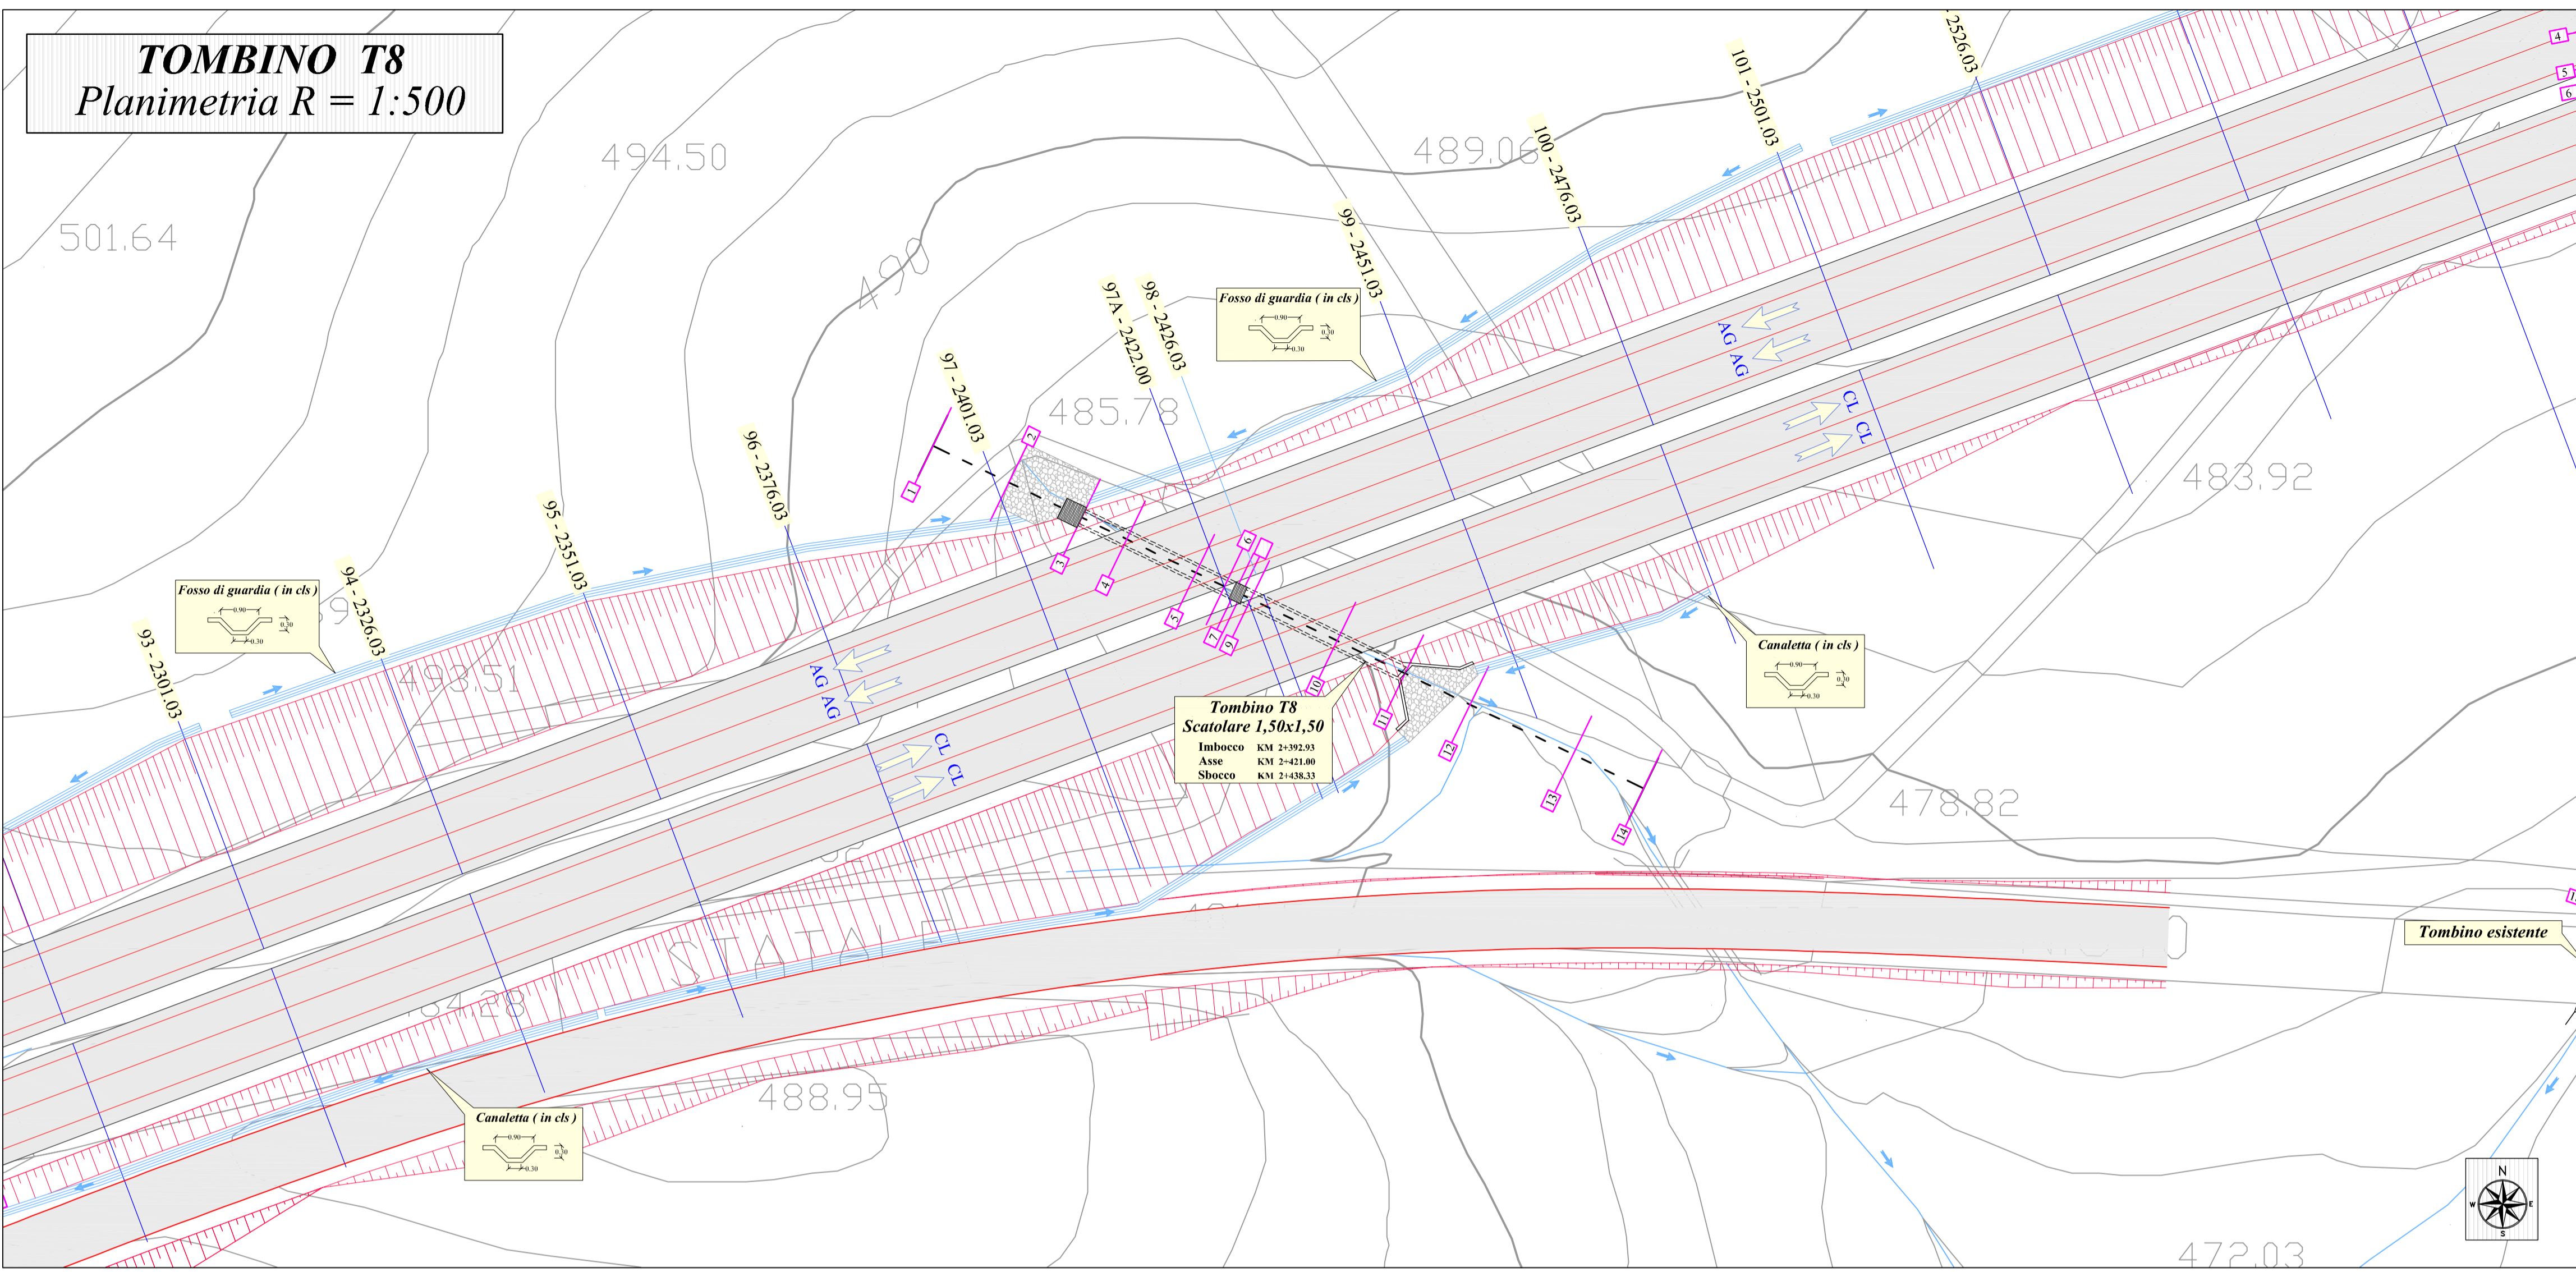 TOMBINO T8
Planimetria R = 1:500
501.64
494.50
490
489.06
485.78
483.92
493.51
478.82
488.95
472.03
STATALE
93 - 2301.03
94 - 2326.03
95 - 2351.03
96 - 2376.03
97 - 2401.03
97A - 2422.00
98 - 2426.03
99 - 2451.03
100 - 2476.03
101 - 2501.03
2526.03
Fosso di guardia ( in cls )
0.90
0.30
0.30
Fosso di guardia ( in cls )
0.90
0.30
0.30
Canaletta ( in cls )
0.90
0.30
0.30
Canaletta ( in cls )
0.90
0.30
0.30
Tombino T8
Scatolare 1,50x1,50
Imbocco KM 2+392.93
Asse KM 2+421.00
Sbocco KM 2+438.33
Tombino esistente
AG AG
CL CL
AG AG
CL CL
1
2
3
4
5
6
7
9
10
11
12
13
14
4
5
6
N
W
E
S